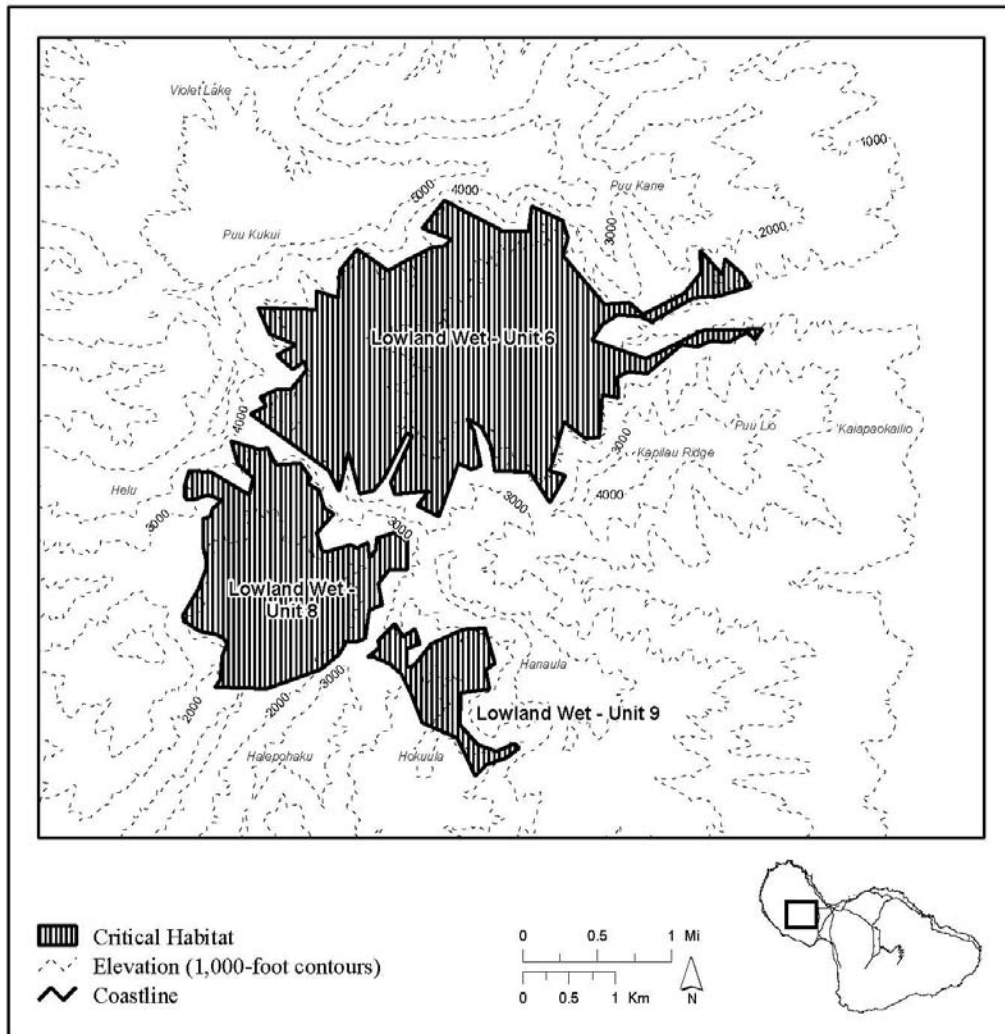 Violet Lake
1000
Puu Kane
5000
4000
2000
3000
Puu Kukui
Lowland Wet - Unit 6
4000
3000
Puu Lio
Kaiapaokailio
Kapilau Ridge
Helu
3000
4000
3000
3000
Lowland Wet -
Unit 8
Hanaula
3000
2000
2000
Lowland Wet - Unit 9
Halepohaku
Hokuula
Critical Habitat
Elevation (1,000-foot contours)
Coastline
0 0.5 1 Mi
0 0.5 1 Km
N